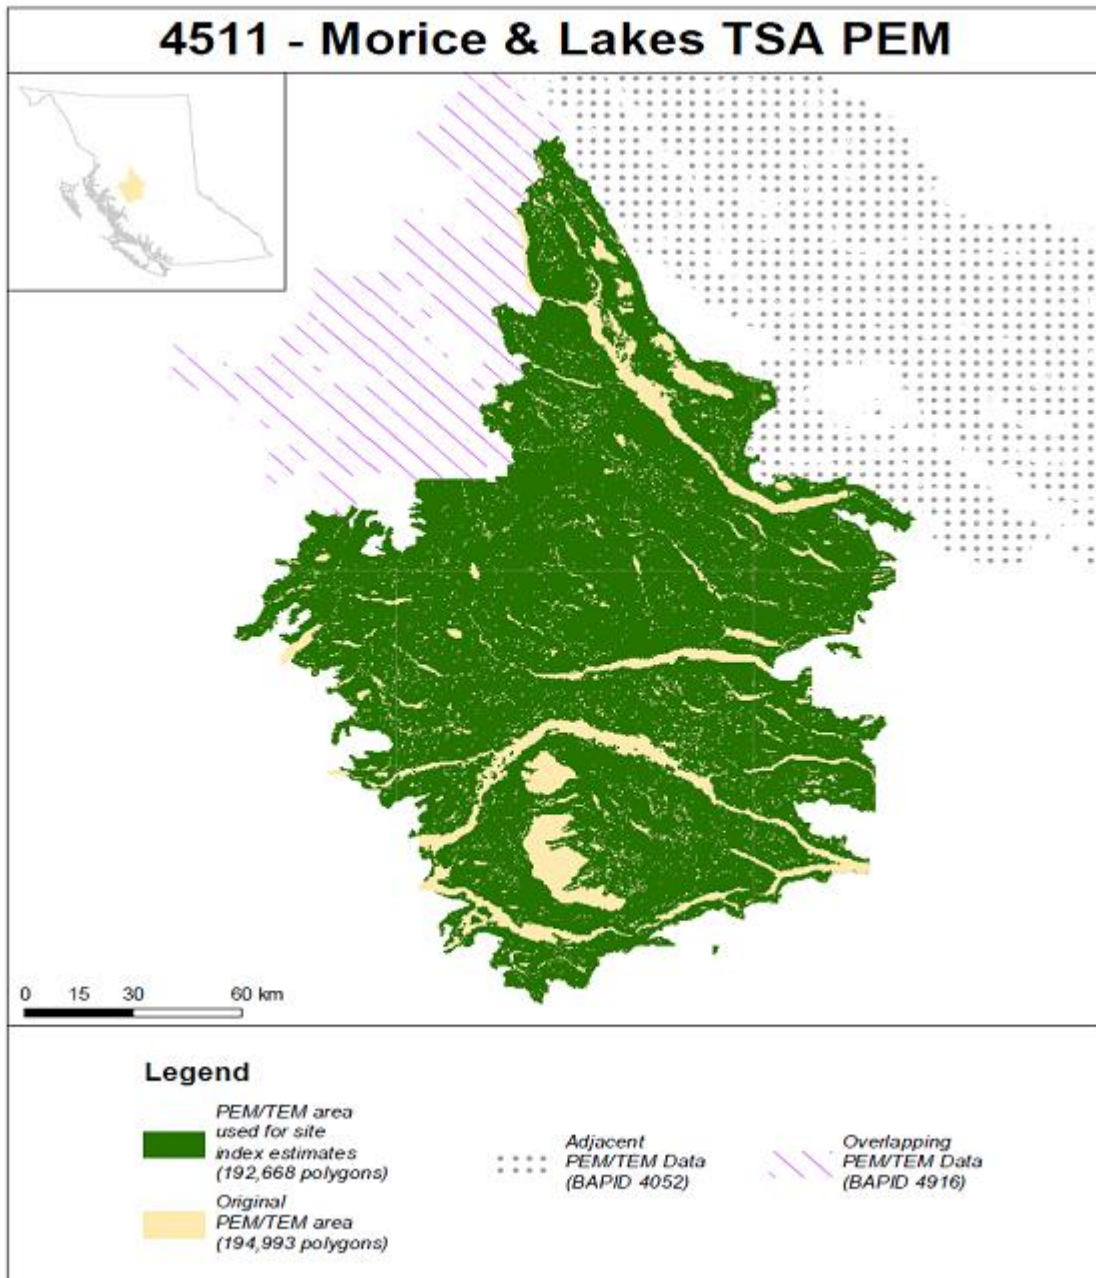 4511 - Morice & Lakes TSA PEM
0 15 30 60 km
Legend
PEM/TEM area
used for site
index estimates
(192,668 polygons)
Original
PEM/TEM area
(194,993 polygons)
Adjacent
PEM/TEM Data
(BAPID 4052)
Overlapping
PEM/TEM Data
(BAPID 4916)